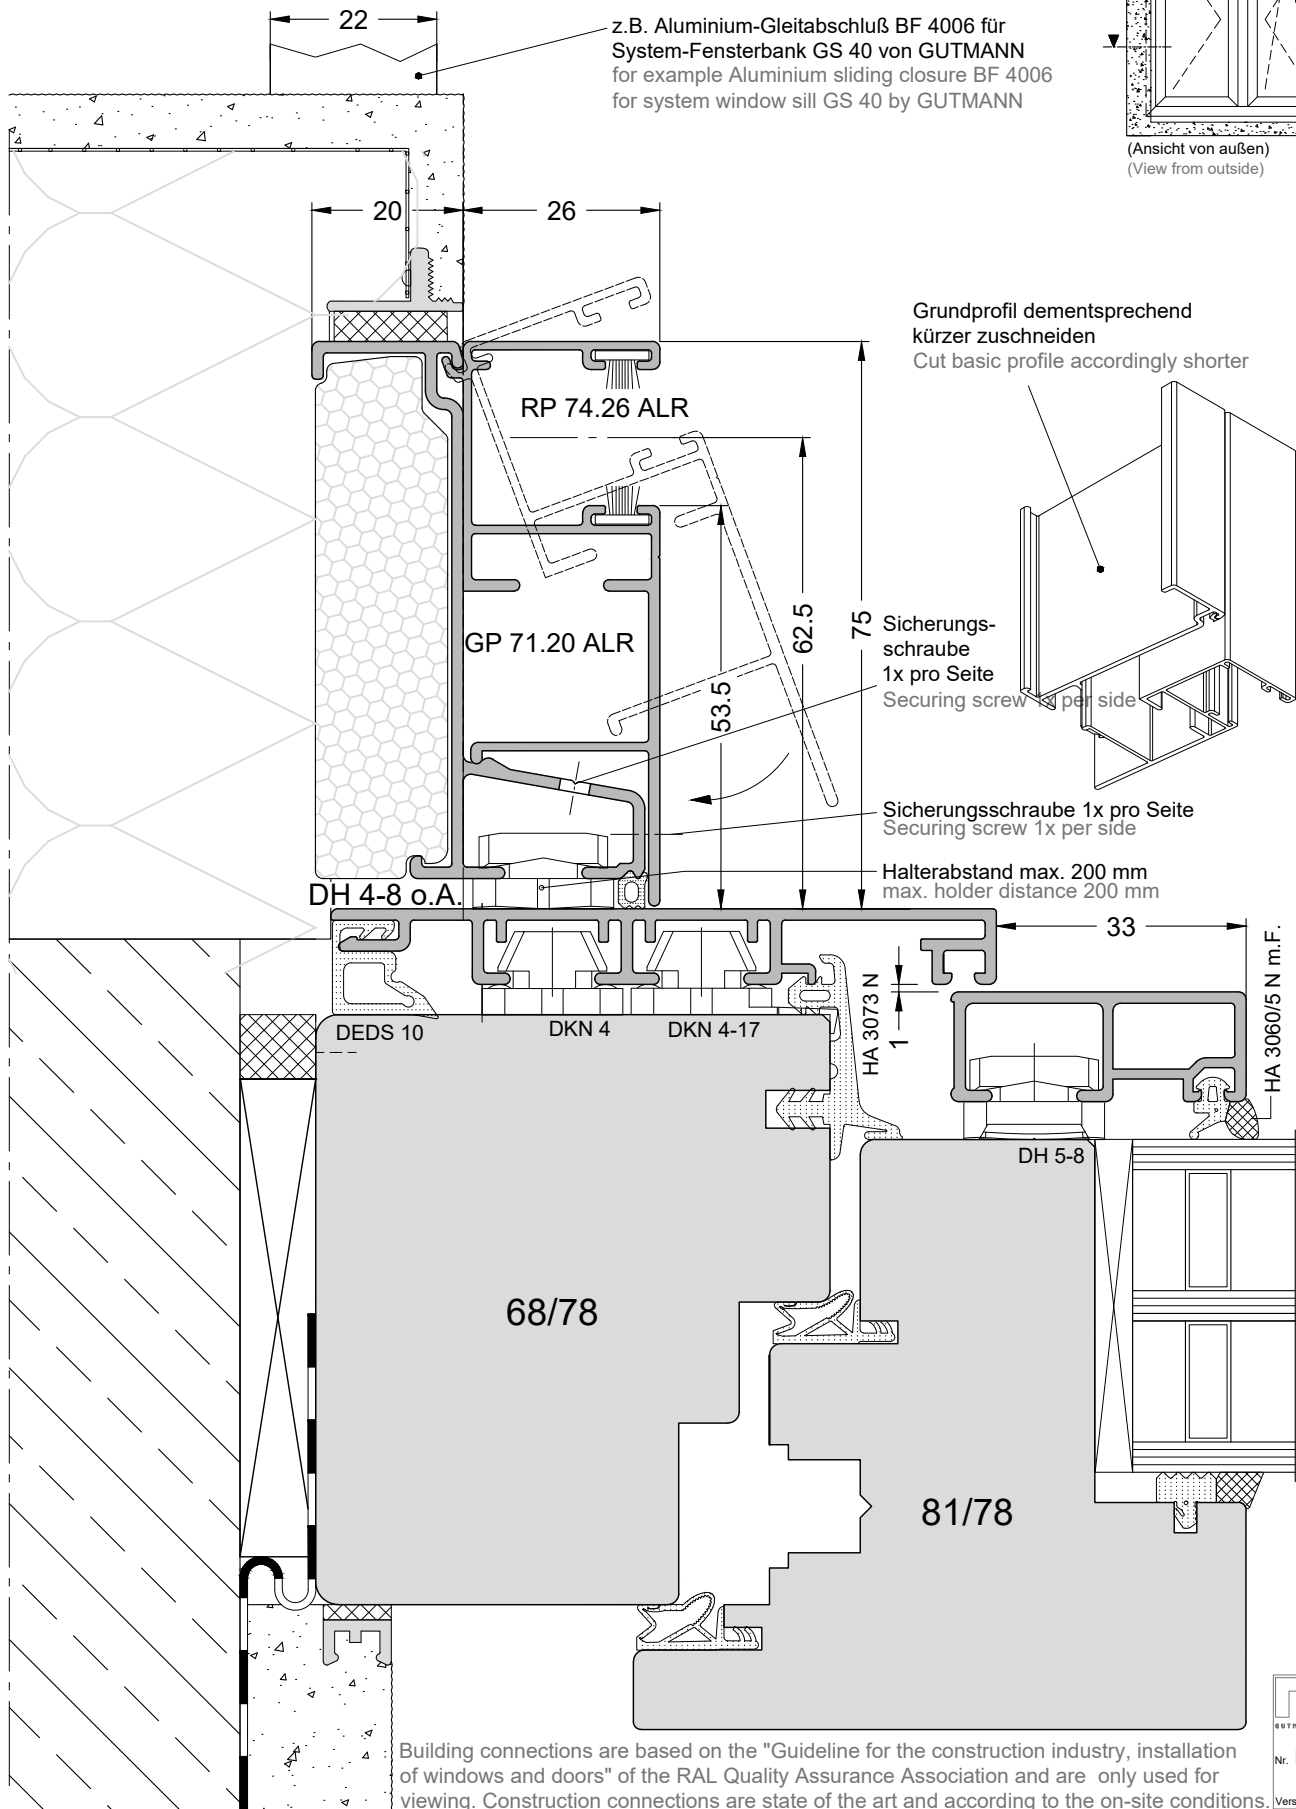 22
z.B. Aluminium-Gleitabschluß BF 4006 für
System-Fensterbank GS 40 von GUTMANN
for example Aluminium sliding closure BF 4006
for system window sill GS 40 by GUTMANN
(Ansicht von außen)
(View from outside)
20
26
Grundprofil dementsprechend
kürzer zuschneiden
Cut basic profile accordingly shorter
RP 74.26 ALR
GP 71.20 ALR
53.5
62.5
75
Sicherungs-
schraube
1x pro Seite
Securing screw 1x per side
Sicherungsschraube 1x pro Seite
Securing screw 1x per side
Halterabstand max. 200 mm
max. holder distance 200 mm
DH 4-8 o.A.
33
DEDS 10
DKN 4
DKN 4-17
HA 3073 N
1
HA 3060/5 N m.F.
DH 5-8
68/78
81/78
Building connections are based on the "Guideline for the construction industry, installation
of windows and doors" of the RAL Quality Assurance Association and are only used for
viewing. Construction connections are state of the art and according to the on-site conditions.
Nr.
Vers